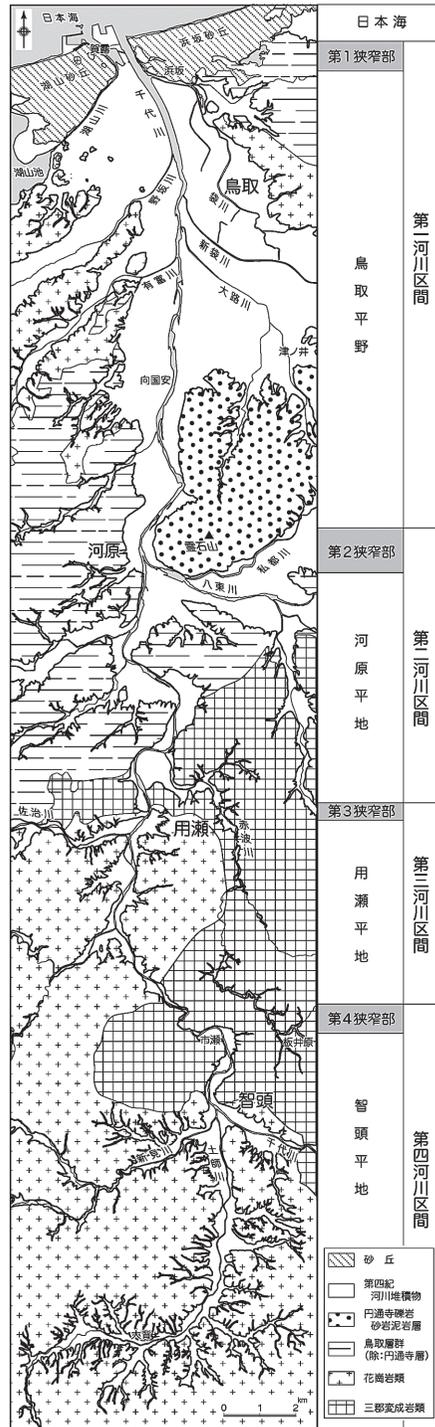 日本海
賀露
浜坂砂丘
浜坂
湖山砂丘
湖山川
千代川
湖山池
鳥取
袋川
野坂川
新袋川
有富川
大路川
津ノ井
向国安
河原
霊石山
私都川
八東川
佐治川
用瀬
赤波川
市瀬
板井原
智頭
千代川
新見川
土師川
日本海
第1狭窄部
鳥取平野
第一河川区間
第2狭窄部
河原平地
第二河川区間
第3狭窄部
用瀬平地
第三河川区間
第4狭窄部
智頭平地
第四河川区間
砂丘
第四紀
河川堆積物
円通寺礫岩
砂岩泥岩層
鳥取層群
(除:円通寺層)
花崗岩類
三郡変成岩類
0 2
km